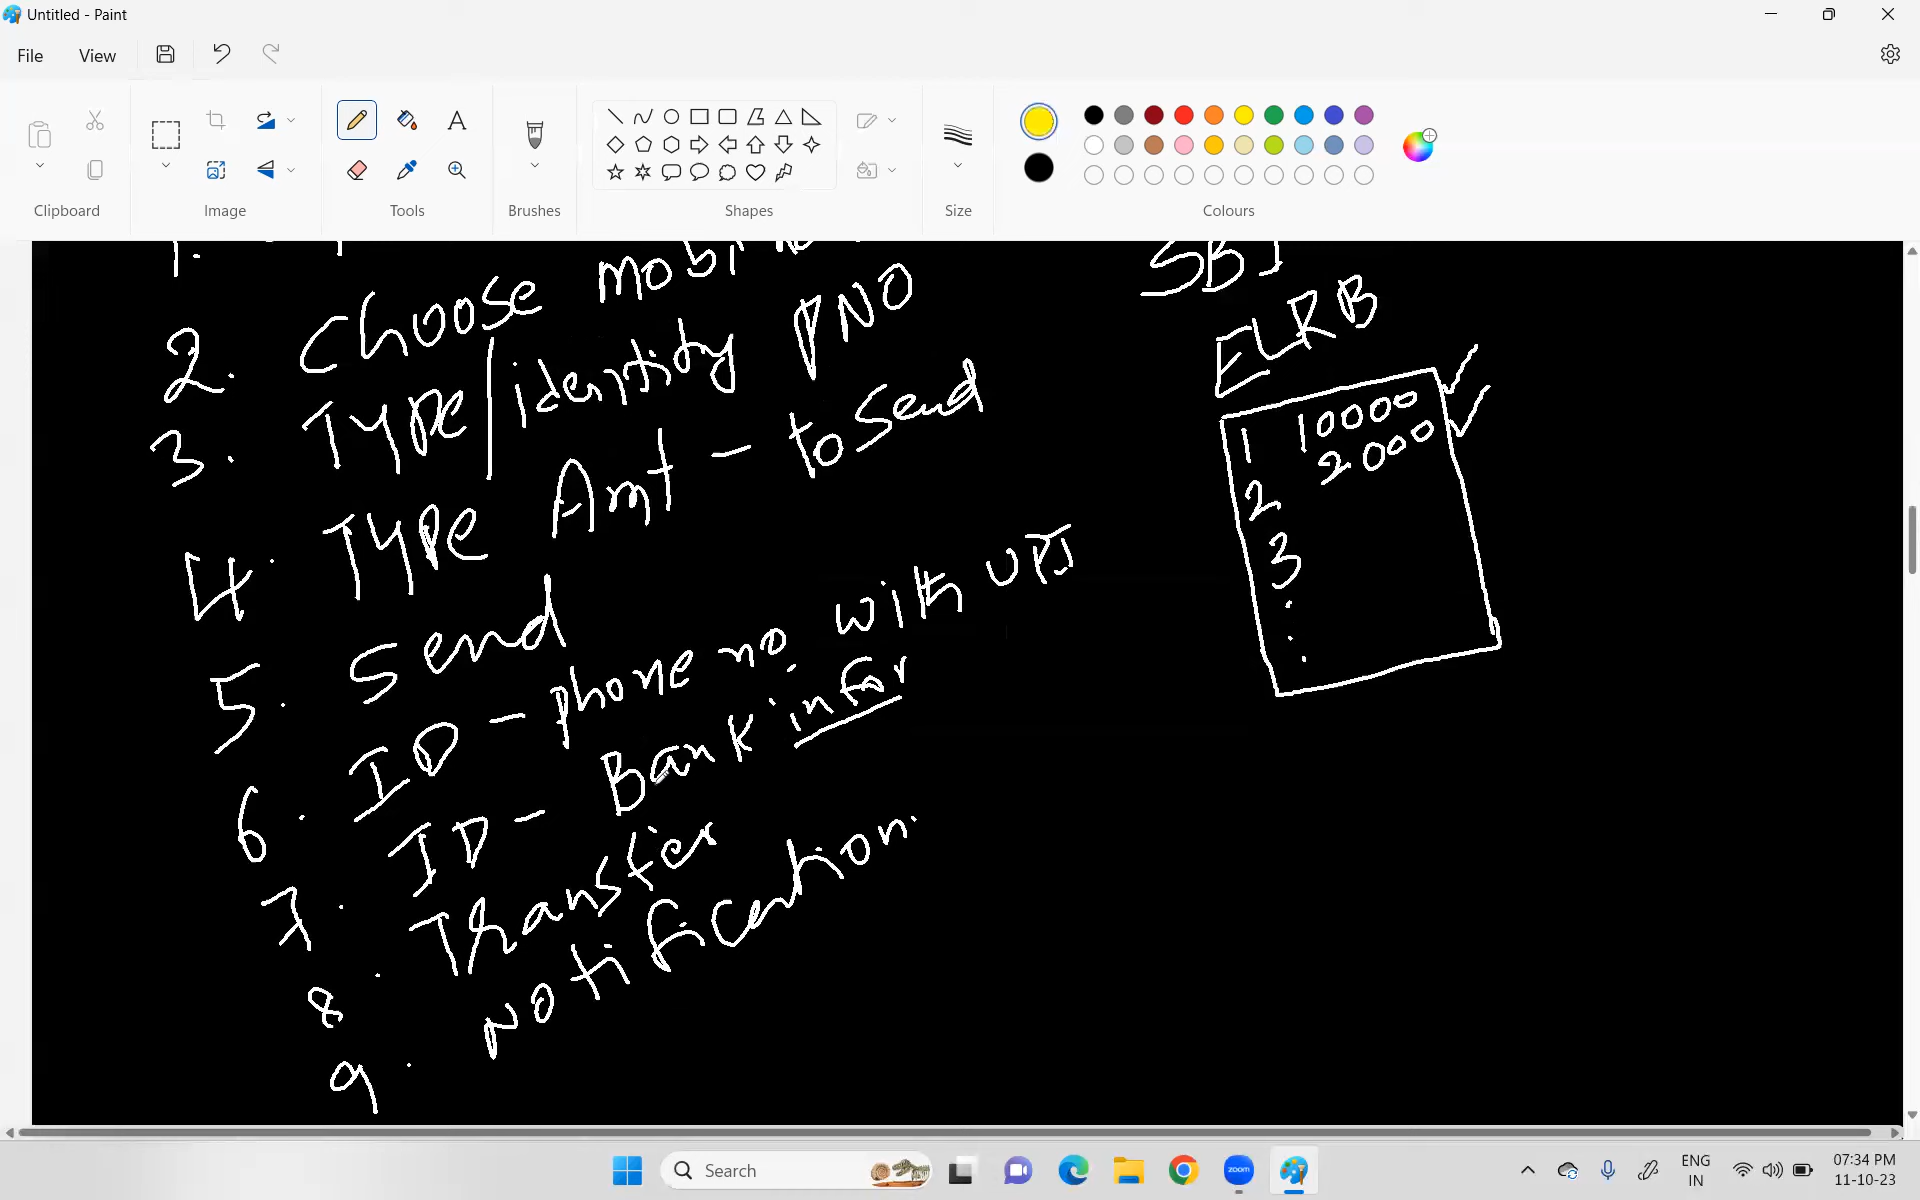 Untitled - Paint
File View
Clipboard
Image
Tools
Brushes
Shapes
Size
Colours
1.
2. Choose
3. TYPE/identity PNO
4. TYPE Amt - to Send
5. Send
6. ID - phone no. with UPI
7. ID - Bank infor
8. Transfer
9. Notification.
SBI
ELRB
1 10000
2000
2
3
Search
zoom
ENG
IN
07:34 PM
11-10-23